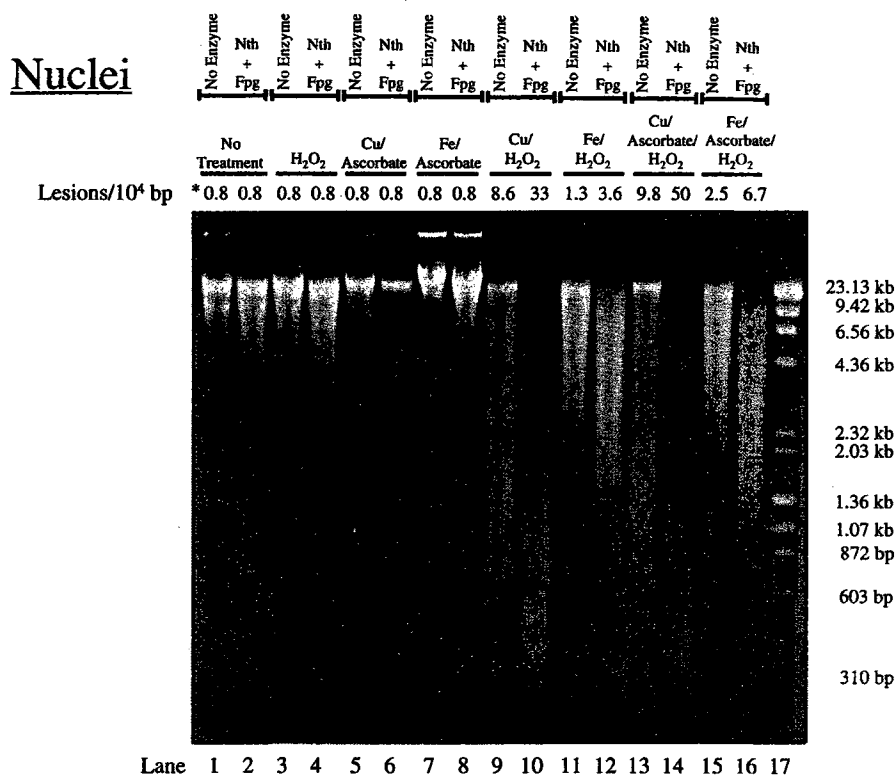 Nuclei
No Enzyme Nth + Fpg No Enzyme Nth + Fpg No Enzyme Nth + Fpg No Enzyme Nth + Fpg No Enzyme Nth + Fpg No Enzyme Nth + Fpg No Enzyme Nth + Fpg No Enzyme Nth + Fpg
No Treatment H₂O₂ Cu/ Ascorbate Fe/ Ascorbate Cu/ H₂O₂ Fe/ H₂O₂ Cu/ Ascorbate/ H₂O₂ Fe/ Ascorbate/ H₂O₂
Lesions/10⁴ bp * 0.8 0.8 0.8 0.8 0.8 0.8 0.8 0.8 8.6 33 1.3 3.6 9.8 50 2.5 6.7
23.13 kb
9.42 kb
6.56 kb
4.36 kb
2.32 kb
2.03 kb
1.36 kb
1.07 kb
872 bp
603 bp
310 bp
Lane 1 2 3 4 5 6 7 8 9 10 11 12 13 14 15 16 17